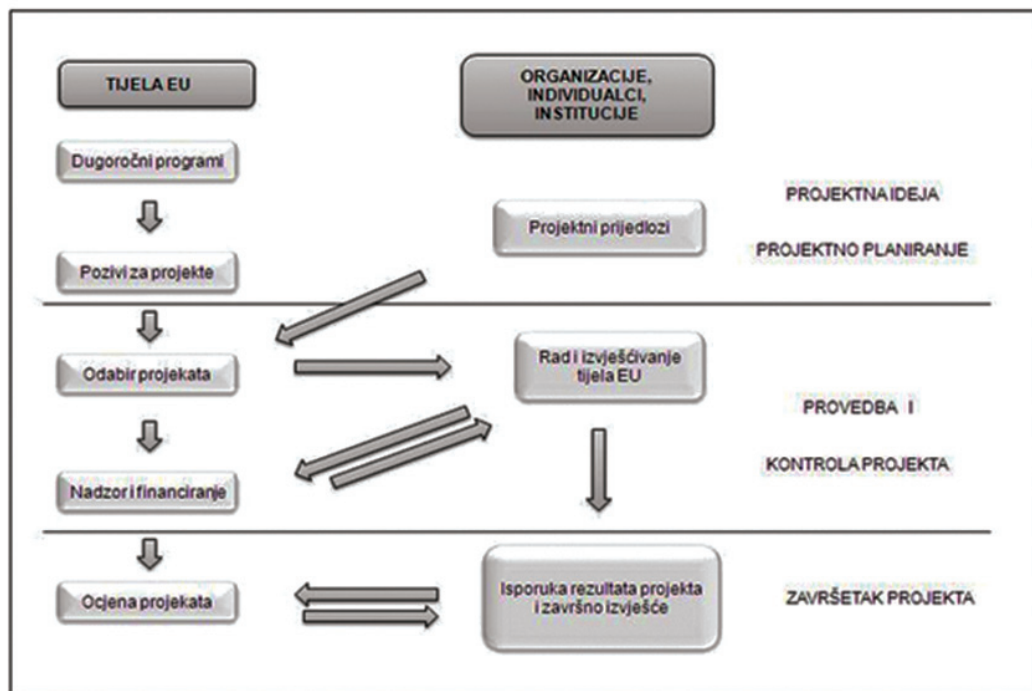 TIJELA EU
ORGANIZACIJE,
INDIVIDUALCI,
INSTITUCIJE
Dugoročni programi
PROJEKTNA IDEJA
Projektni prijedlozi
PROJEKTNO PLANIRANJE
Pozivi za projekte
Odabir projekata
Rad i izvješćivanje
tijela EU
PROVEDBA I
KONTROLA PROJEKTA
Nadzor i financiranje
Ocjena projekata
Isporuka rezultata projekta
i završno izvješće
ZAVRŠETAK PROJEKTA